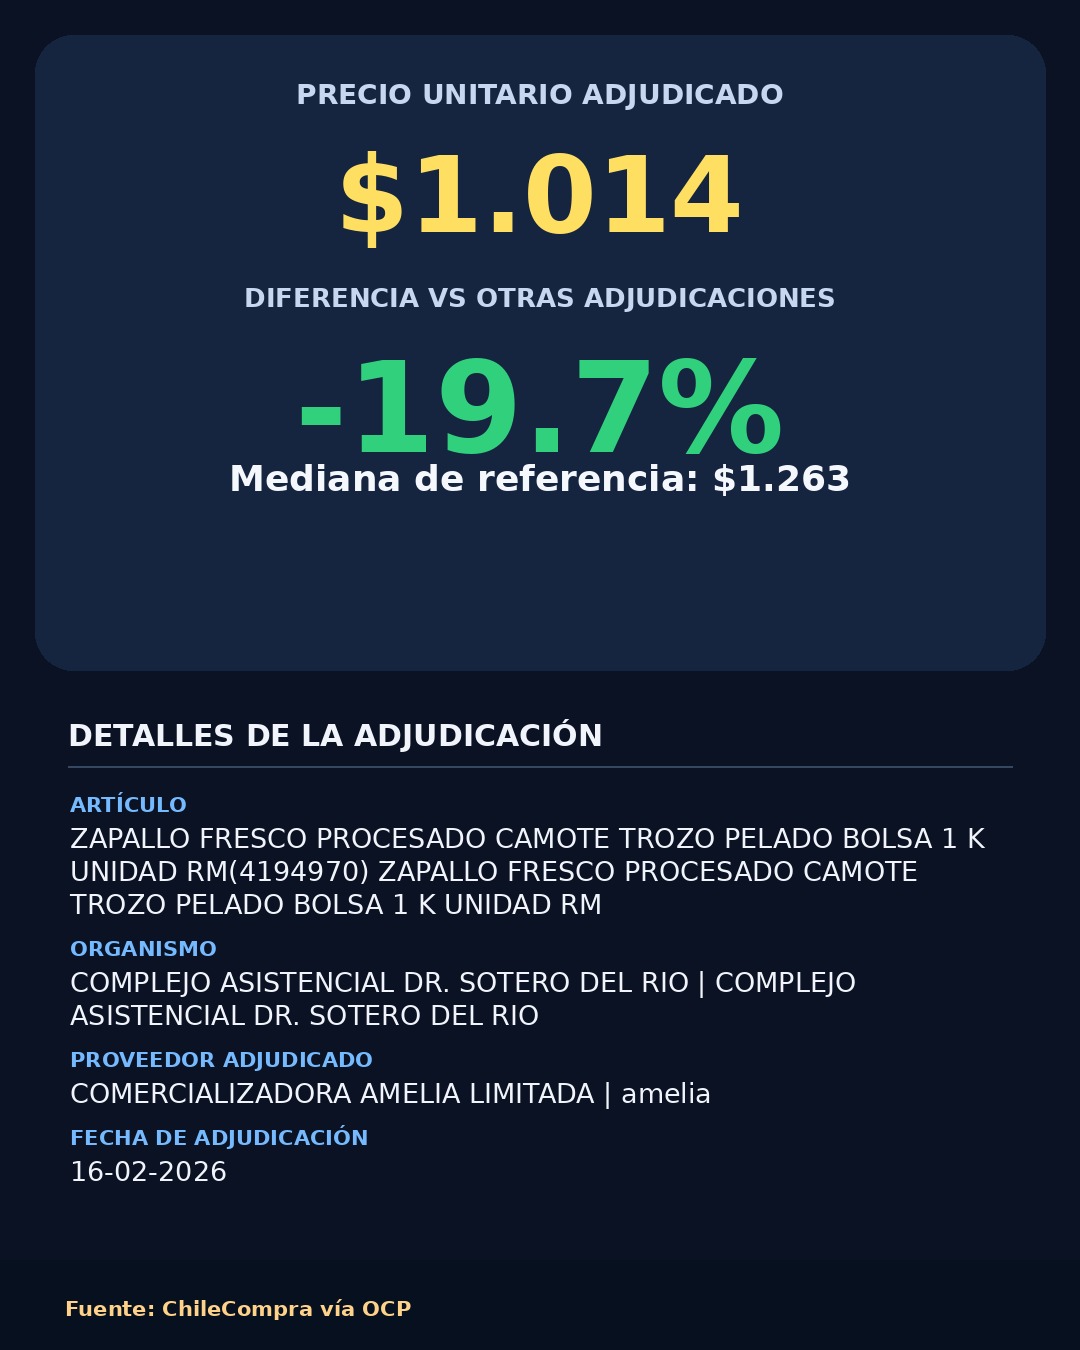 PRECIO UNITARIO ADJUDICADO
$1.014
DIFERENCIA VS OTRAS ADJUDICACIONES
-19.7%
Mediana de referencia: $1.263
DETALLES DE LA ADJUDICACIÓN
ARTÍCULO
ZAPALLO FRESCO PROCESADO CAMOTE TROZO PELADO BOLSA 1 K
UNIDAD RM(4194970) ZAPALLO FRESCO PROCESADO CAMOTE
TROZO PELADO BOLSA 1 K UNIDAD RM
ORGANISMO
COMPLEJO ASISTENCIAL DR. SOTERO DEL RIO | COMPLEJO
ASISTENCIAL DR. SOTERO DEL RIO
PROVEEDOR ADJUDICADO
COMERCIALIZADORA AMELIA LIMITADA | amelia
FECHA DE ADJUDICACIÓN
16-02-2026
Fuente: ChileCompra vía OCP